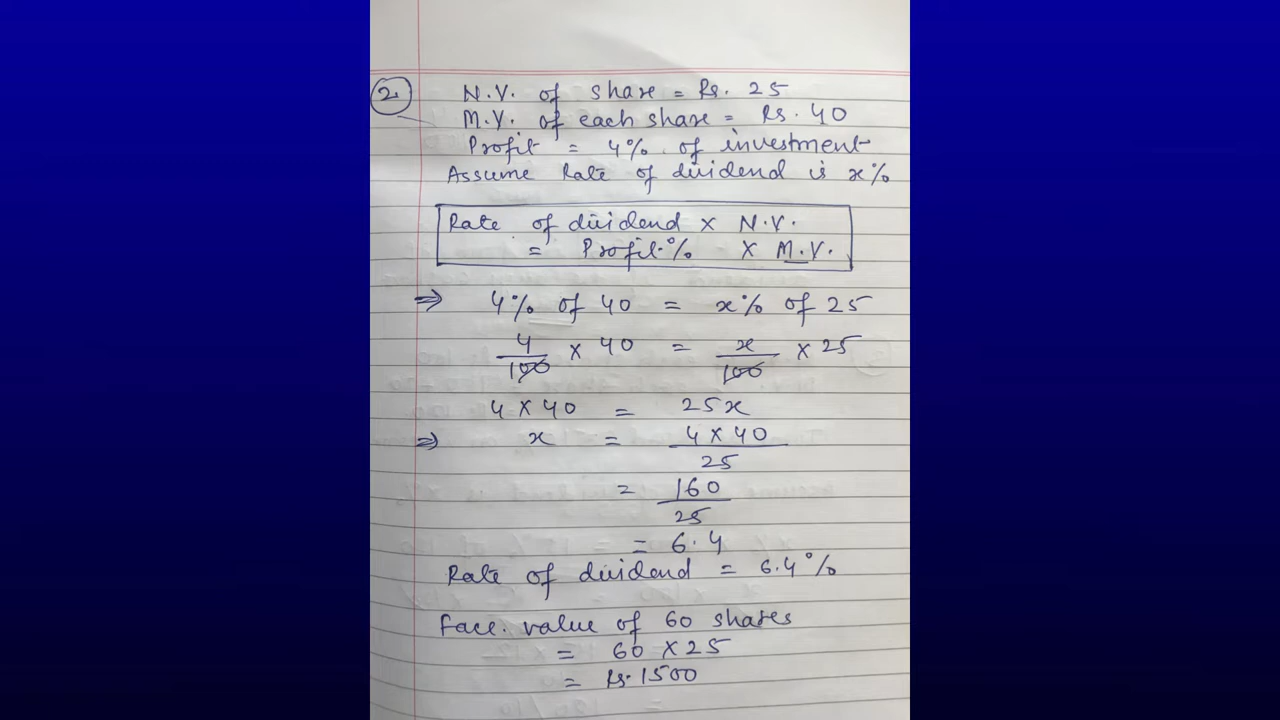 2.
N.V. of share = Rs. 25
M.V. of each share = Rs. 40
Profit = 4% of investment
Assume Rate of dividend is x%
Rate of dividend × N.V.
= Profit% × M.V.
⇒ 4% of 40 = x% of 25
4/100 × 40 = x/100 × 25
4 × 40 = 25x
⇒ x = 4 × 40 / 25
= 160 / 25
= 6.4
Rate of dividend = 6.4%
Face value of 60 shares
= 60 × 25
= Rs. 1500